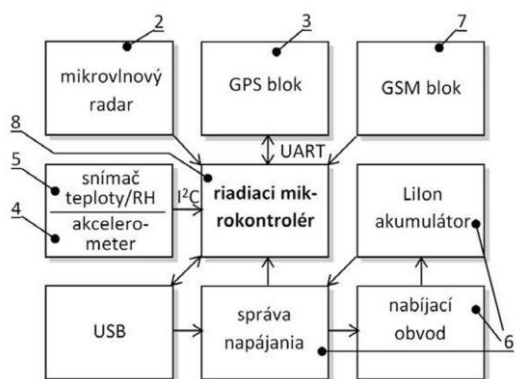 2
3
7
mikrovlnový
radar
GPS blok
GSM blok
8
UART
5
snímač
teploty/RH
I²C
riadiaci mik-
rokontrolér
LiIon
akumulátor
4
akcelero-
meter
USB
správa
napájania
nabíjací
obvod
6